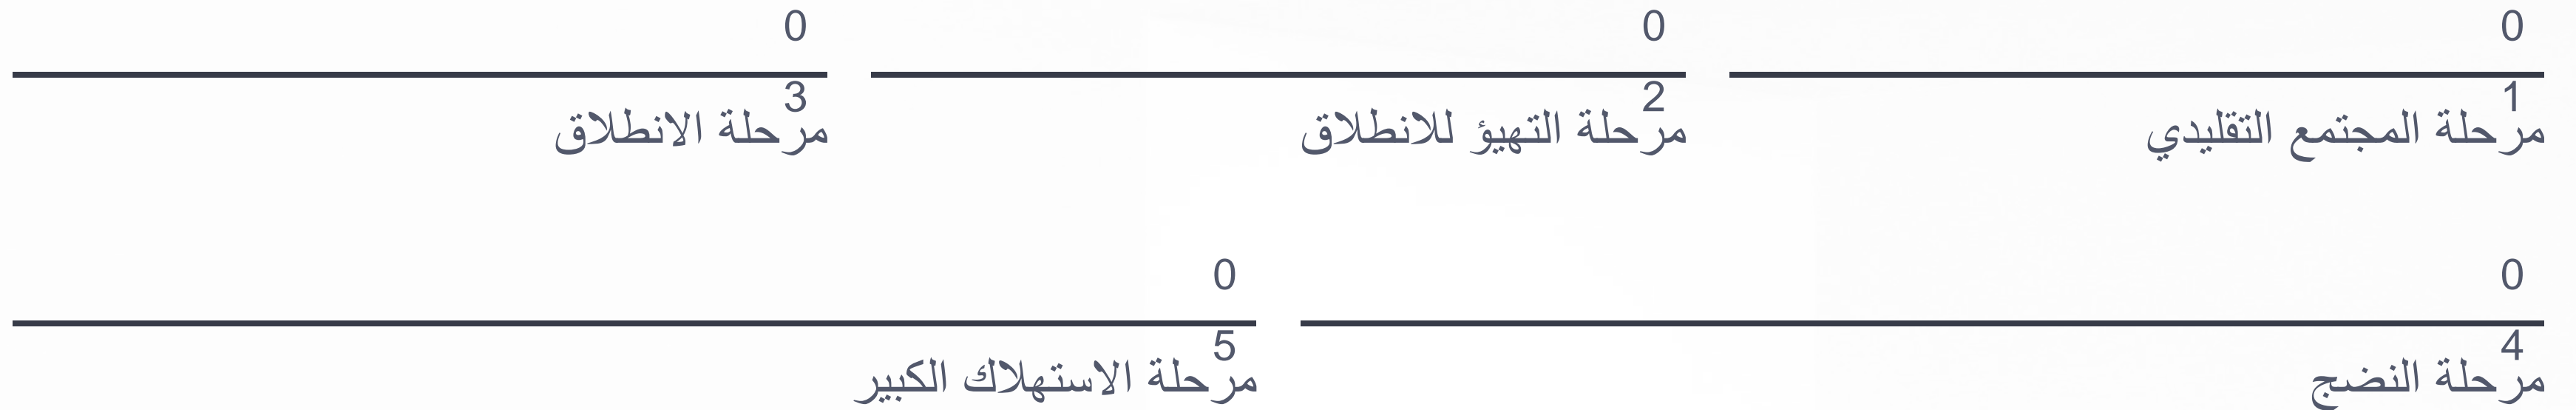 0
1
مرحلة المجتمع التقليدي
0
2
مرحلة التهيؤ للانطلاق
0
3
مرحلة الانطلاق
0
4
مرحلة النضج
0
5
مرحلة الاستهلاك الكبير